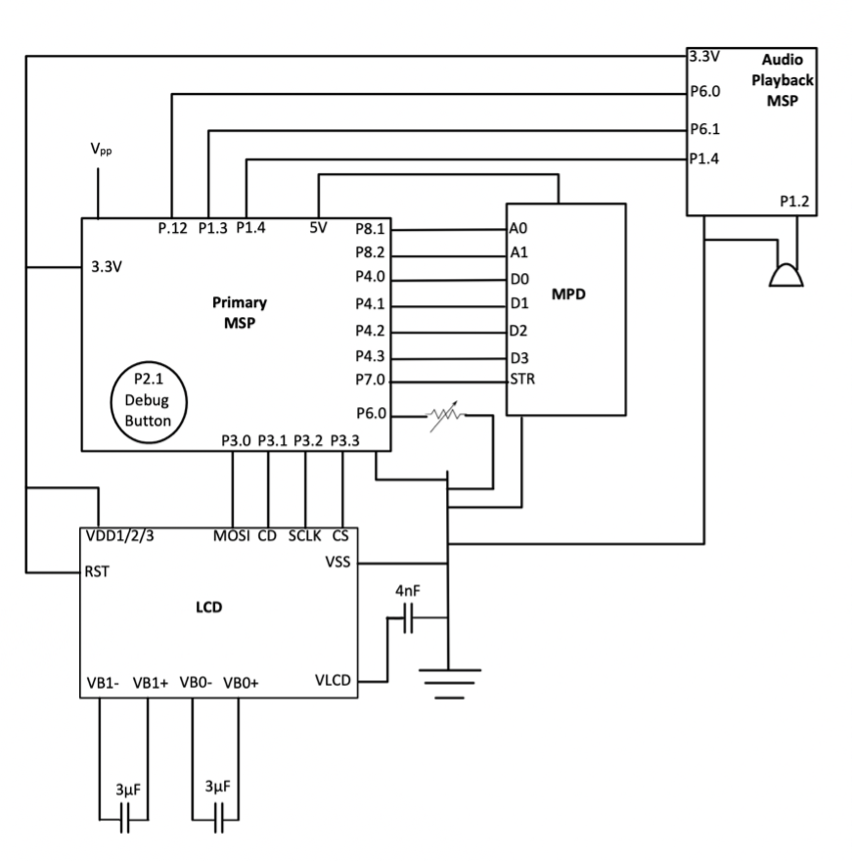 3.3V
Audio
Playback
MSP
P6.0
P6.1
P1.4
P1.2
Vpp
P.12 P1.3 P1.4 5V
P8.1 A0
P8.2 A1
3.3V
P4.0 D0
MPD
Primary
MSP
P4.1 D1
P4.2 D2
P4.3 D3
P7.0 STR
P2.1
Debug
Button
P6.0
P3.0 P3.1 P3.2 P3.3
VDD1/2/3 MOSI CD SCLK CS
VSS
RST
4nF
LCD
VB1- VB1+ VB0- VB0+ VLCD
3µF 3µF